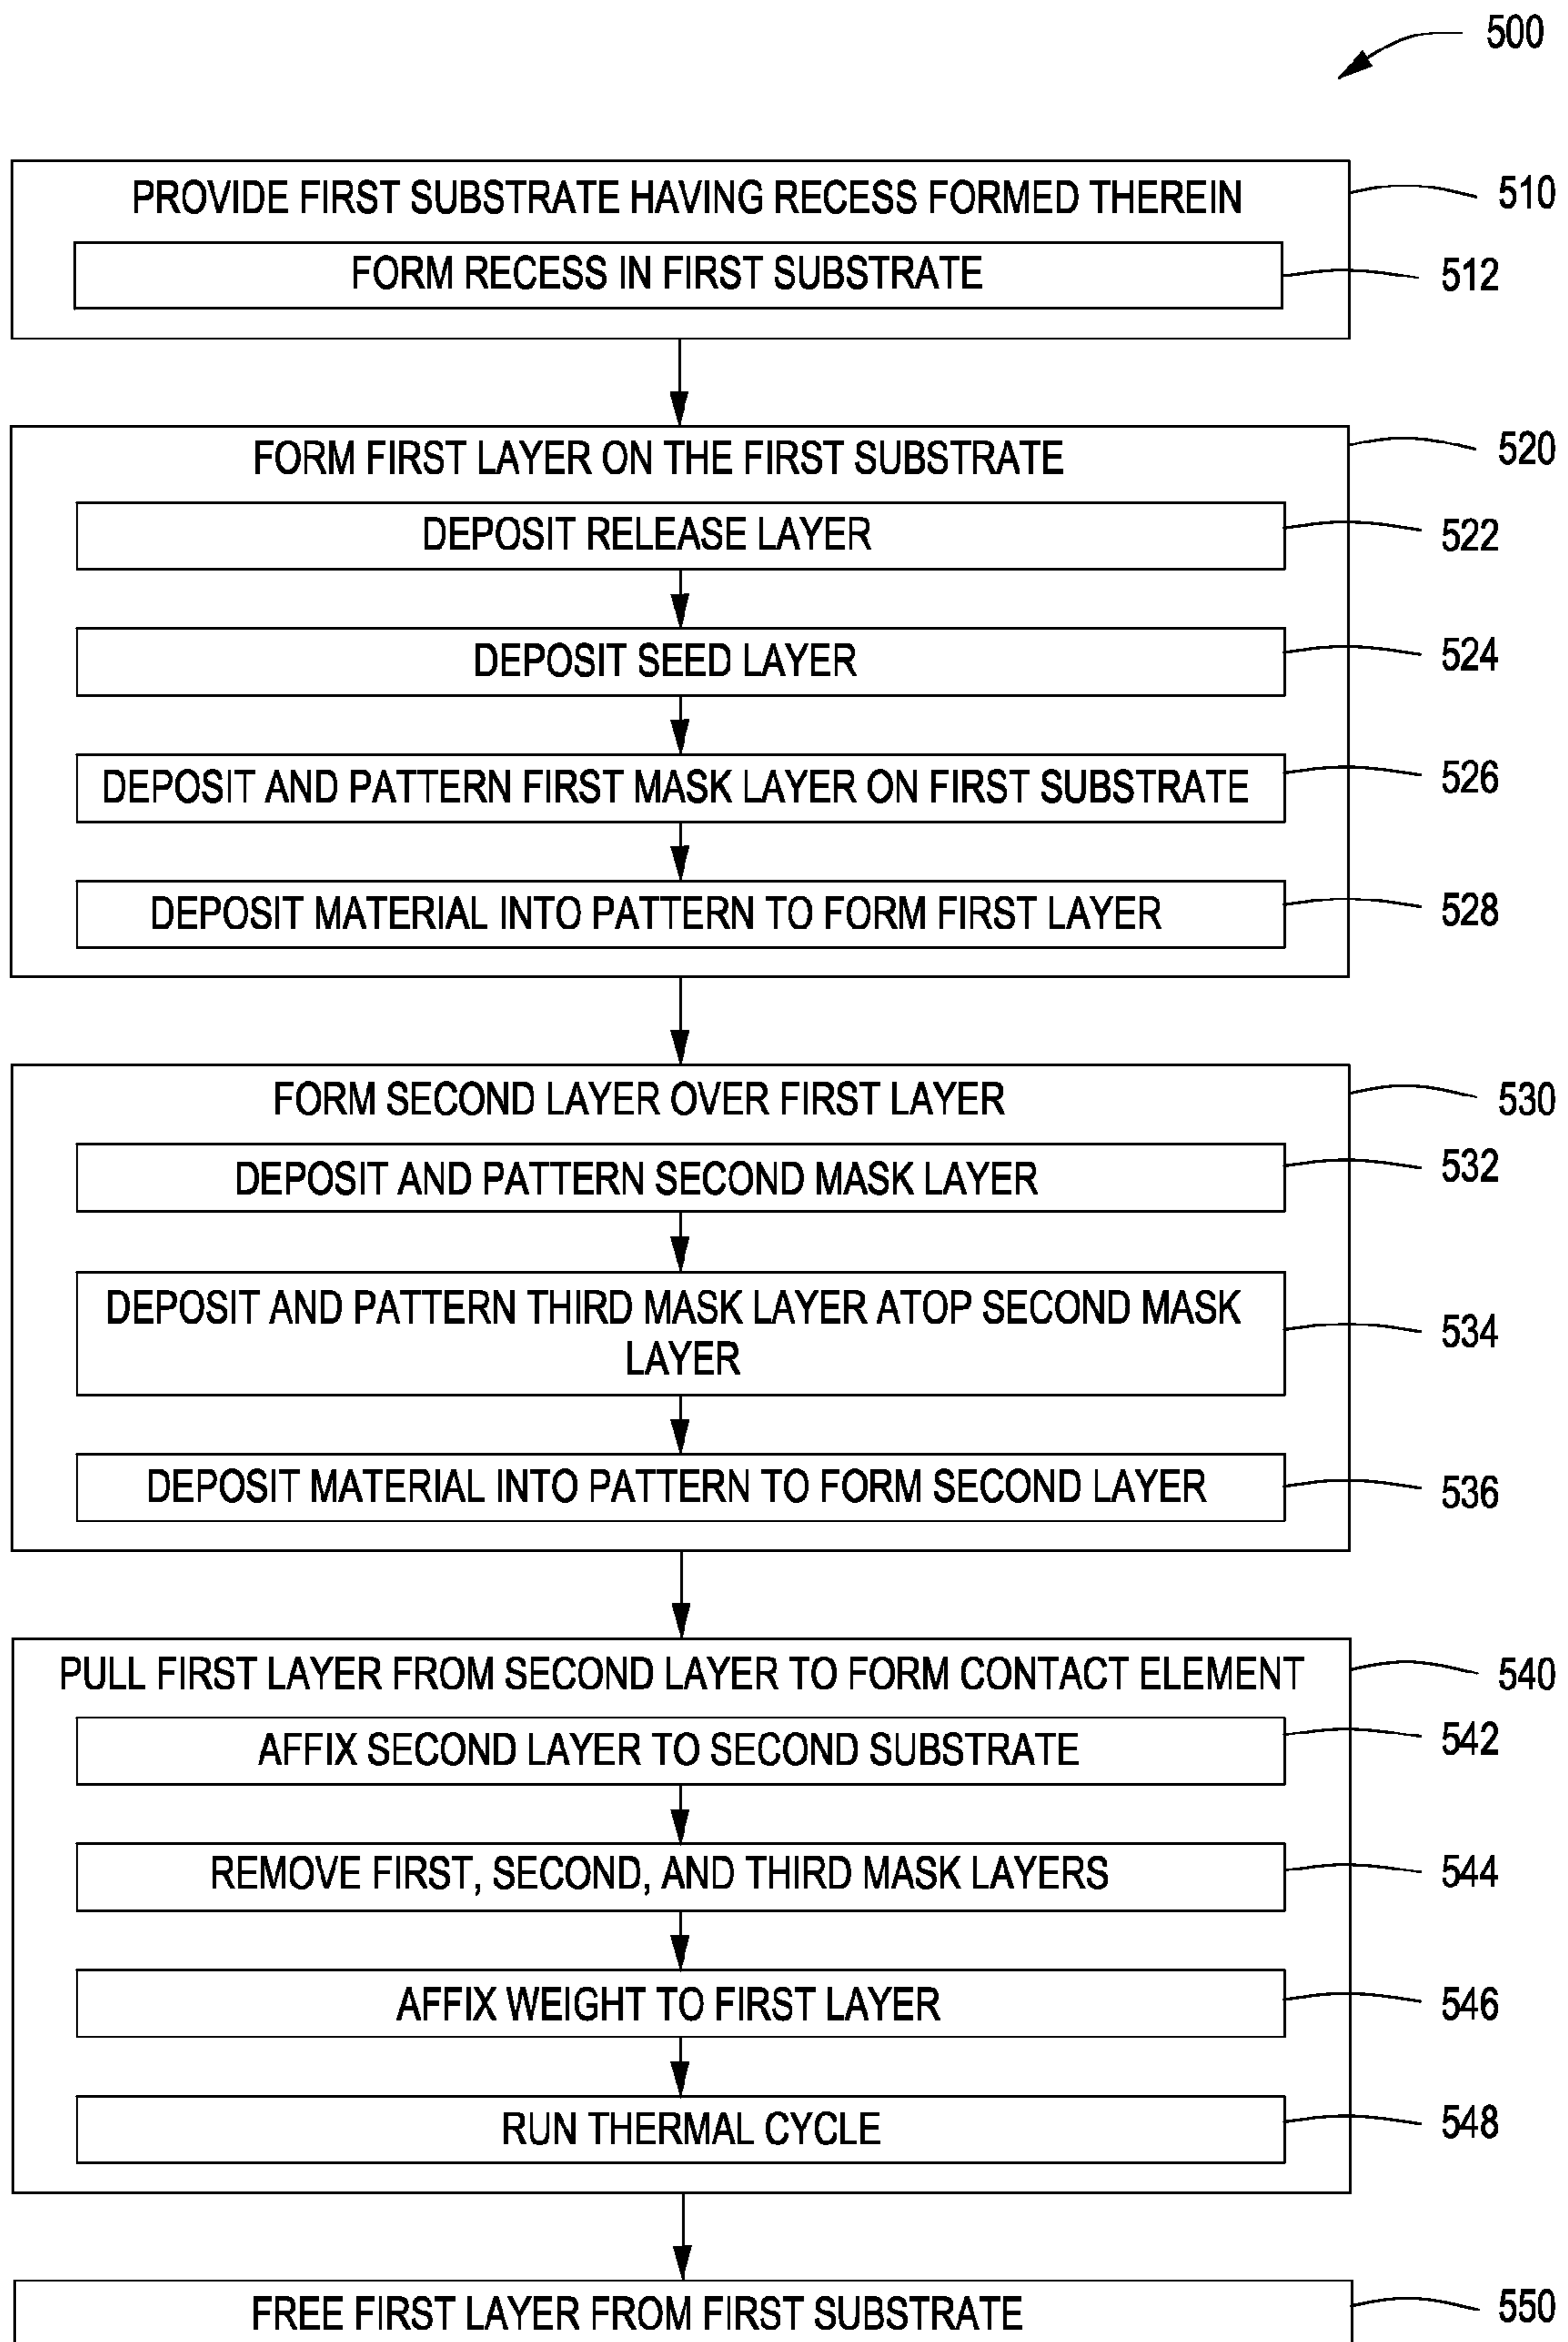 500
PROVIDE FIRST SUBSTRATE HAVING RECESS FORMED THEREIN
510
FORM RECESS IN FIRST SUBSTRATE
512
FORM FIRST LAYER ON THE FIRST SUBSTRATE
520
DEPOSIT RELEASE LAYER
522
DEPOSIT SEED LAYER
524
DEPOSIT AND PATTERN FIRST MASK LAYER ON FIRST SUBSTRATE
526
DEPOSIT MATERIAL INTO PATTERN TO FORM FIRST LAYER
528
FORM SECOND LAYER OVER FIRST LAYER
530
DEPOSIT AND PATTERN SECOND MASK LAYER
532
DEPOSIT AND PATTERN THIRD MASK LAYER ATOP SECOND MASK
LAYER
534
DEPOSIT MATERIAL INTO PATTERN TO FORM SECOND LAYER
536
PULL FIRST LAYER FROM SECOND LAYER TO FORM CONTACT ELEMENT
540
AFFIX SECOND LAYER TO SECOND SUBSTRATE
542
REMOVE FIRST, SECOND, AND THIRD MASK LAYERS
544
AFFIX WEIGHT TO FIRST LAYER
546
RUN THERMAL CYCLE
548
FREE FIRST LAYER FROM FIRST SUBSTRATE
550